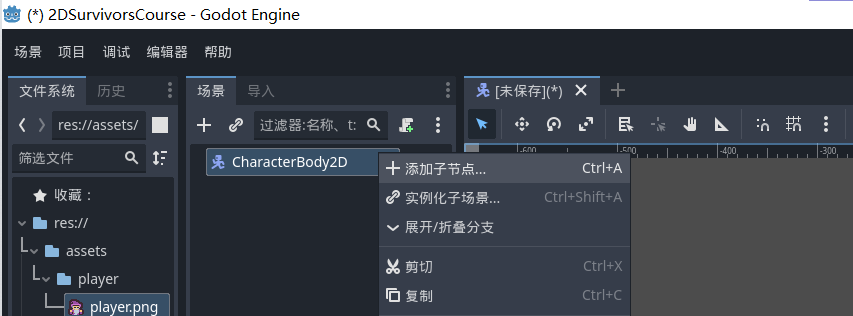 (*) 2DSurvivorsCourse - Godot Engine
场景 项目 调试 编辑器 帮助
文件系统 历史 场景 导入 [未保存](*)
res://assets/ 过滤器:名称、t:
筛选文件 CharacterBody2D -600 -500 -400 -300
添加子节点... Ctrl+A
收藏： 实例化子场景... Ctrl+Shift+A
res:// 展开/折叠分支
assets 剪切 Ctrl+X
player 复制 Ctrl+C
player.png